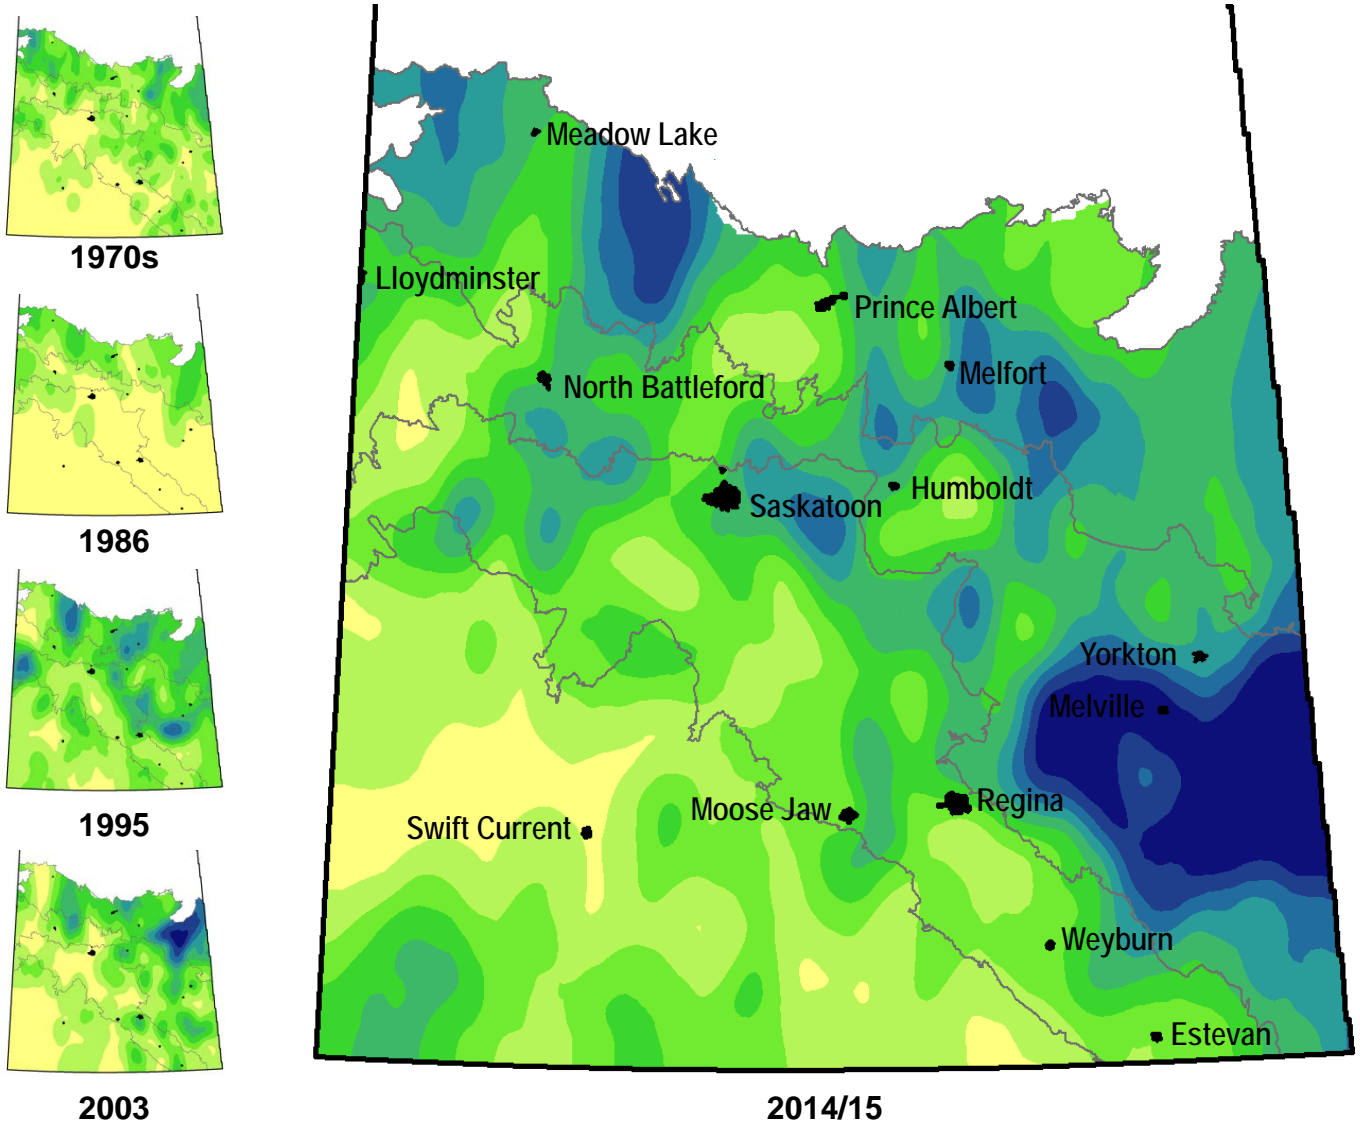 1970s
1986
1995
2003
Meadow Lake
Lloydminster
Prince Albert
Melfort
North Battleford
Humboldt
Saskatoon
Yorkton
Melville
Regina
Moose Jaw
Swift Current
Weyburn
Estevan
2014/15